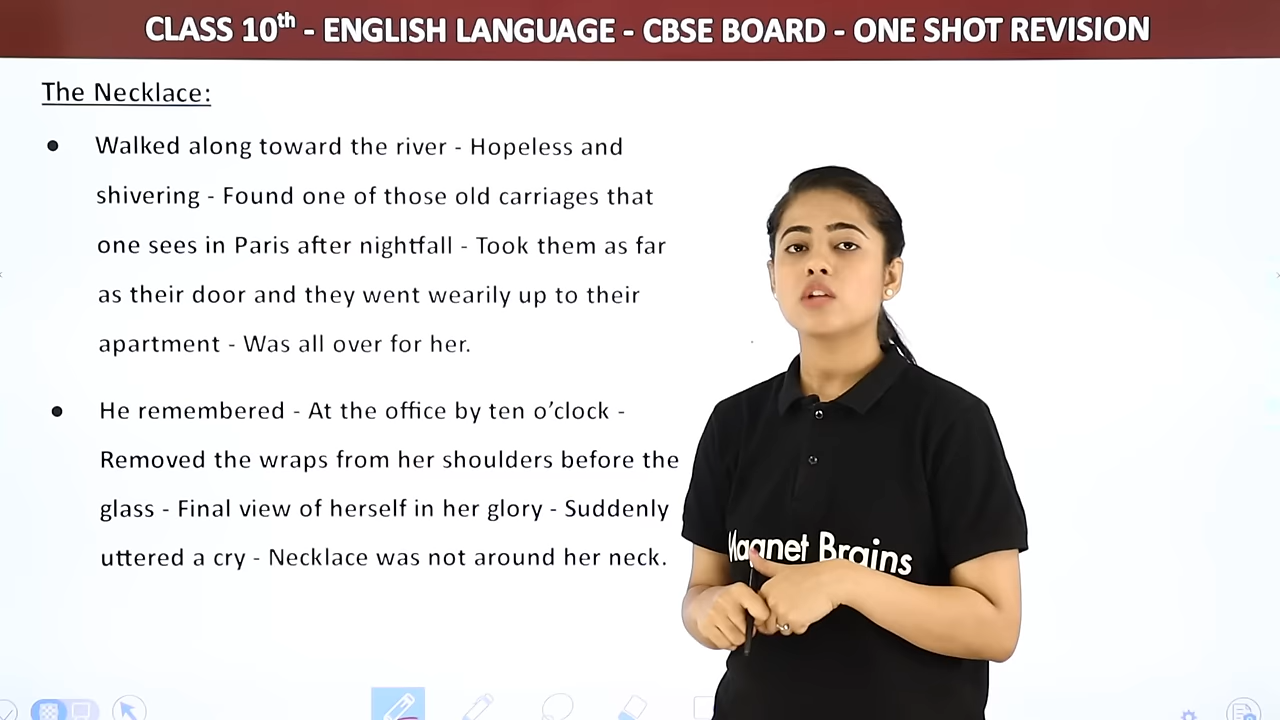 CLASS 10th - ENGLISH LANGUAGE - CBSE BOARD - ONE SHOT REVISION
The Necklace:
● Walked along toward the river - Hopeless and
shivering - Found one of those old carriages that
one sees in Paris after nightfall - Took them as far
as their door and they went wearily up to their
apartment - Was all over for her.
● He remembered - At the office by ten o’clock -
Removed the wraps from her shoulders before the
glass - Final view of herself in her glory - Suddenly
uttered a cry - Necklace was not around her neck.
Magnet Brains